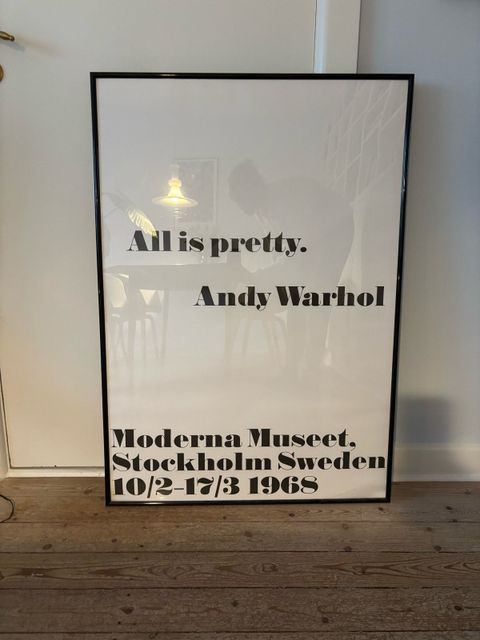 All is pretty.
Andy Warhol
Moderna Museet,
Stockholm Sweden
10/2-17/3 1968